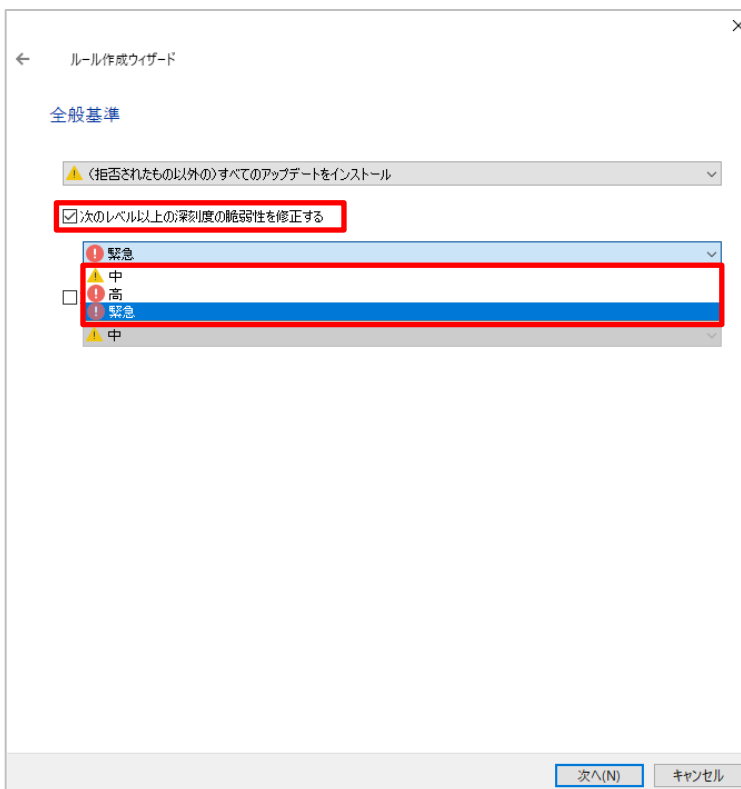 ルール作成ウィザード
全般基準
(拒否されたもの以外の)すべてのアップデートをインストール
次のレベル以上の深刻度の脆弱性を修正する
緊急
中
高
緊急
中
次へ(N)
キャンセル